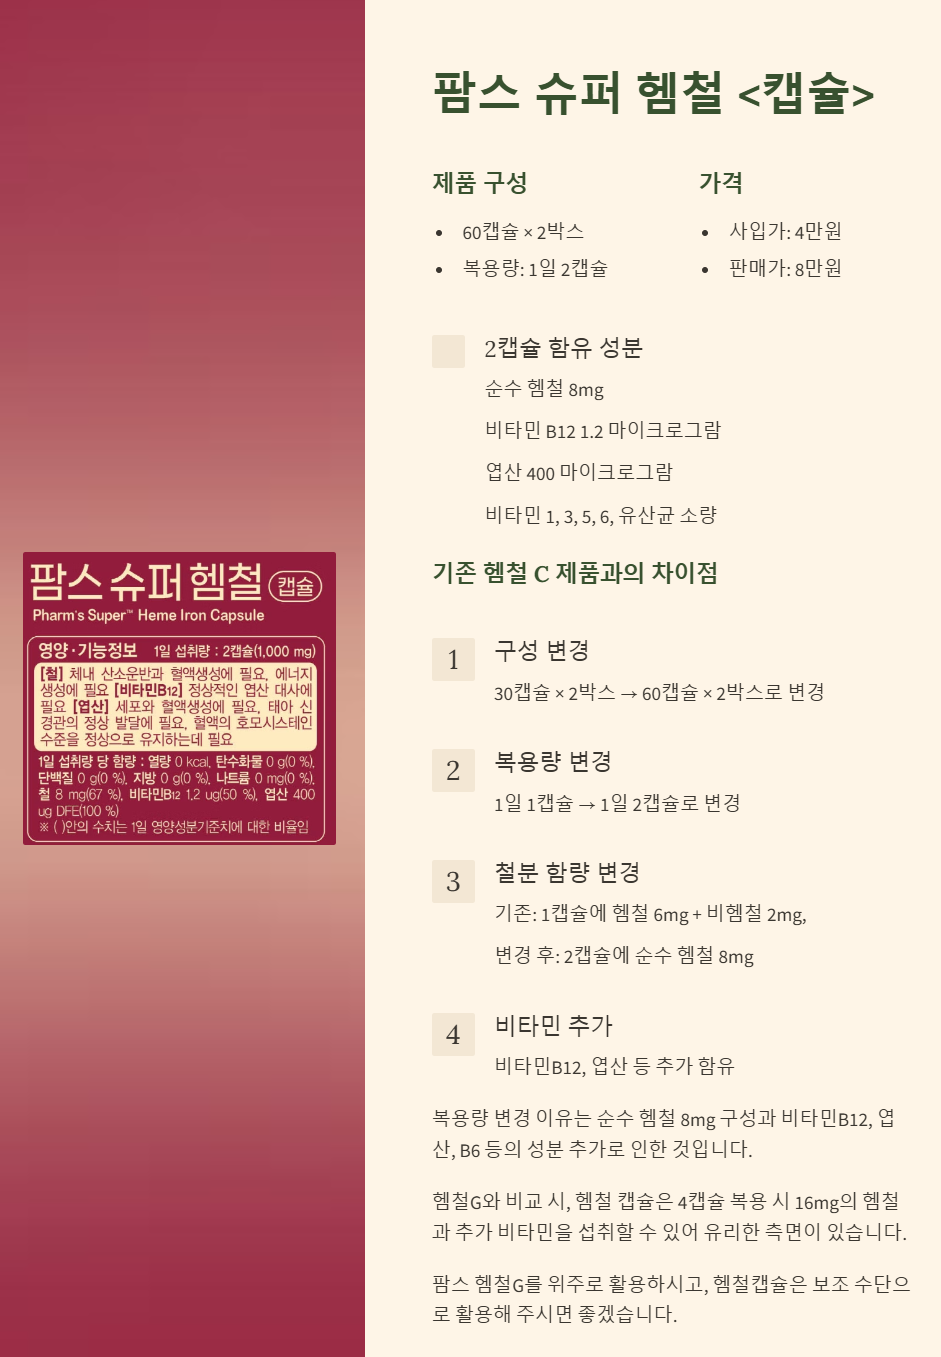 팜스 슈퍼 헴철 캡슐
Pharm's Super™ Heme Iron Capsule
영양·기능정보 1일 섭취량 : 2캡슐(1,000 mg)
[철] 체내 산소운반과 혈액생성에 필요, 에너지
생성에 필요 [비타민B12] 정상적인 엽산 대사에
필요 [엽산] 세포와 혈액생성에 필요, 태아 신
경관의 정상 발달에 필요, 혈액의 호모시스테인
수준을 정상으로 유지하는데 필요
1일 섭취량 당 함량 : 열량 0 kcal, 탄수화물 0 g(0 %),
단백질 0 g(0 %), 지방 0 g(0 %), 나트륨 0 mg(0 %),
철 8 mg(67 %), 비타민B12 1.2 ug(50 %), 엽산 400
ug DFE(100 %)
※ ( )안의 수치는 1일 영양성분기준치에 대한 비율임
팜스 슈퍼 헴철 <캡슐>
제품 구성
• 60캡슐 × 2박스
• 복용량: 1일 2캡슐
가격
• 사입가: 4만원
• 판매가: 8만원
2캡슐 함유 성분
순수 헴철 8mg
비타민 B12 1.2 마이크로그람
엽산 400 마이크로그람
비타민 1, 3, 5, 6, 유산균 소량
기존 헴철 C 제품과의 차이점
1 구성 변경
30캡슐 × 2박스 → 60캡슐 × 2박스로 변경
2 복용량 변경
1일 1캡슐 → 1일 2캡슐로 변경
3 철분 함량 변경
기존: 1캡슐에 헴철 6mg + 비헴철 2mg,
변경 후: 2캡슐에 순수 헴철 8mg
4 비타민 추가
비타민B12, 엽산 등 추가 함유
복용량 변경 이유는 순수 헴철 8mg 구성과 비타민B12, 엽
산, B6 등의 성분 추가로 인한 것입니다.
헴철G와 비교 시, 헴철 캡슐은 4캡슐 복용 시 16mg의 헴철
과 추가 비타민을 섭취할 수 있어 유리한 측면이 있습니다.
팜스 헴철G를 위주로 활용하시고, 헴철캡슐은 보조 수단으
로 활용해 주시면 좋겠습니다.